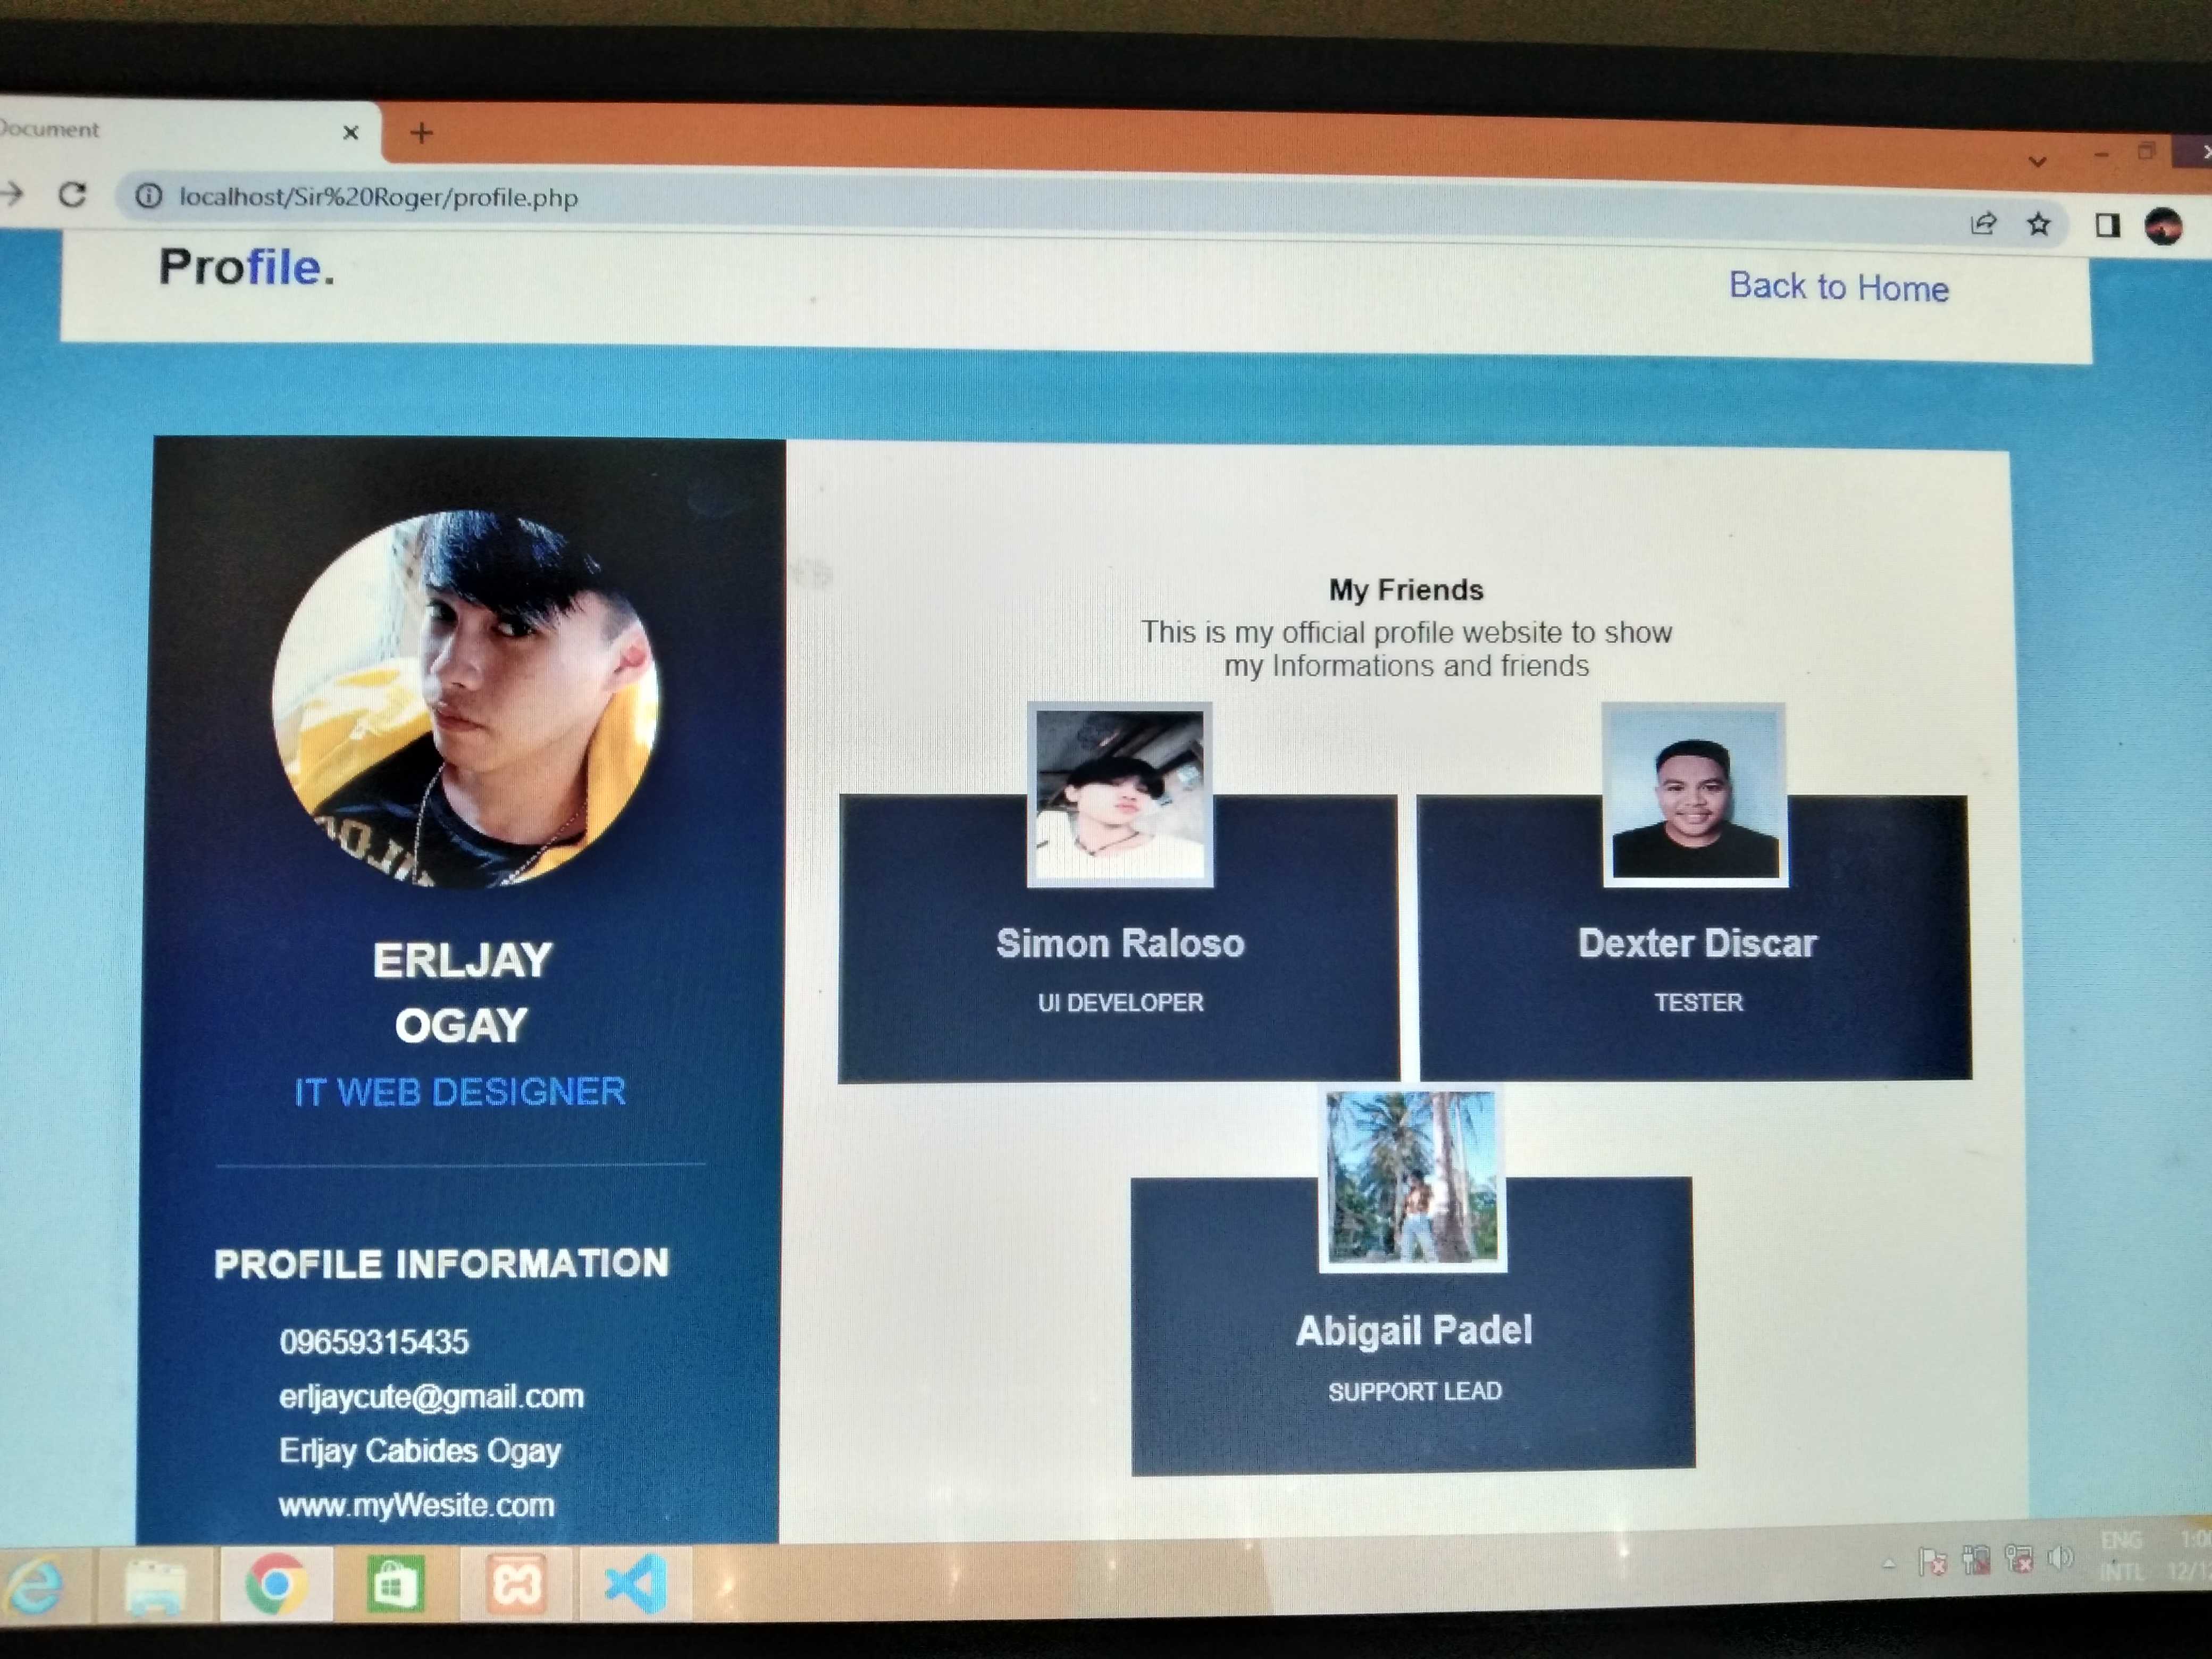 Document
localhost/Sir%20Roger/profile.php
Profile.
Back to Home
ERLJAY
OGAY
IT WEB DESIGNER
PROFILE INFORMATION
09659315435
erljaycute@gmail.com
Erljay Cabides Ogay
www.myWesite.com
My Friends
This is my official profile website to show
my Informations and friends
Simon Raloso
UI DEVELOPER
Dexter Discar
TESTER
Abigail Padel
SUPPORT LEAD
ENG
INTL